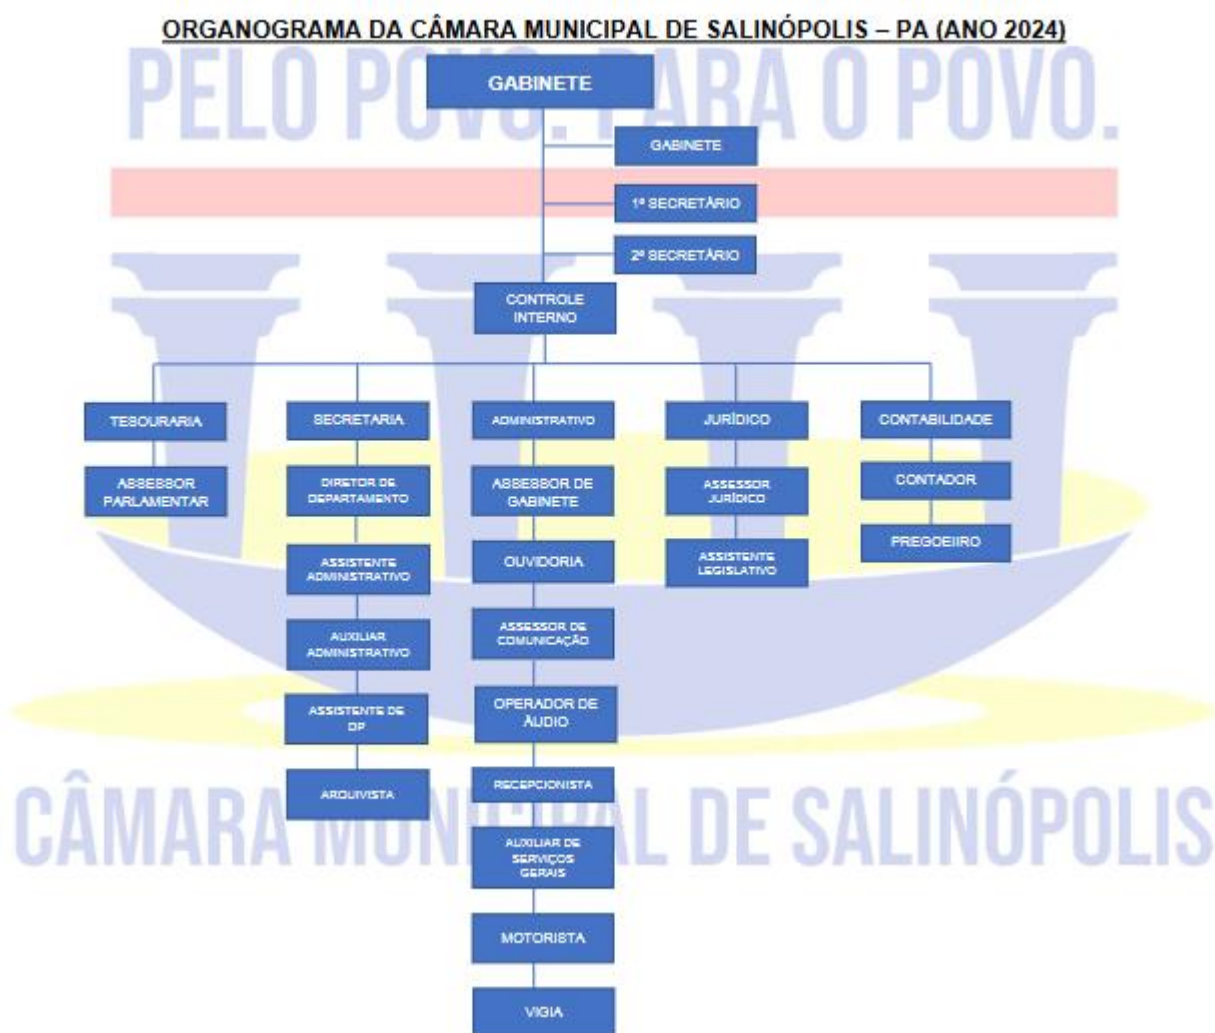 ORGANOGRAMA DA CÂMARA MUNICIPAL DE SALINÓPOLIS – PA (ANO 2024)
PELO POVO. PARA O POVO.
GABINETE
GABINETE
1º SECRETÁRIO
2º SECRETÁRIO
CONTROLE
INTERNO
TESOURARIA
SECRETARIA
ADMINISTRATIVO
JURÍDICO
CONTABILIDADE
ASSESSOR
PARLAMENTAR
DIRETOR DE
DEPARTAMENTO
ASSESSOR DE
GABINETE
ASSESSOR
JURÍDICO
CONTADOR
ASSISTENTE
ADMINISTRATIVO
OUVIDORIA
ASSISTENTE
LEGISLATIVO
PREGOEIIRO
AUXILIAR
ADMINISTRATIVO
ASSESSOR DE
COMUNICAÇÃO
ASSISTENTE DE
DP
OPERADOR DE
ÁUDIO
ARQUIVISTA
RECEPCIONISTA
AUXILIAR DE
SERVIÇOS
GERAIS
MOTORISTA
VIGIA
CÂMARA MUNICIPAL DE SALINÓPOLIS